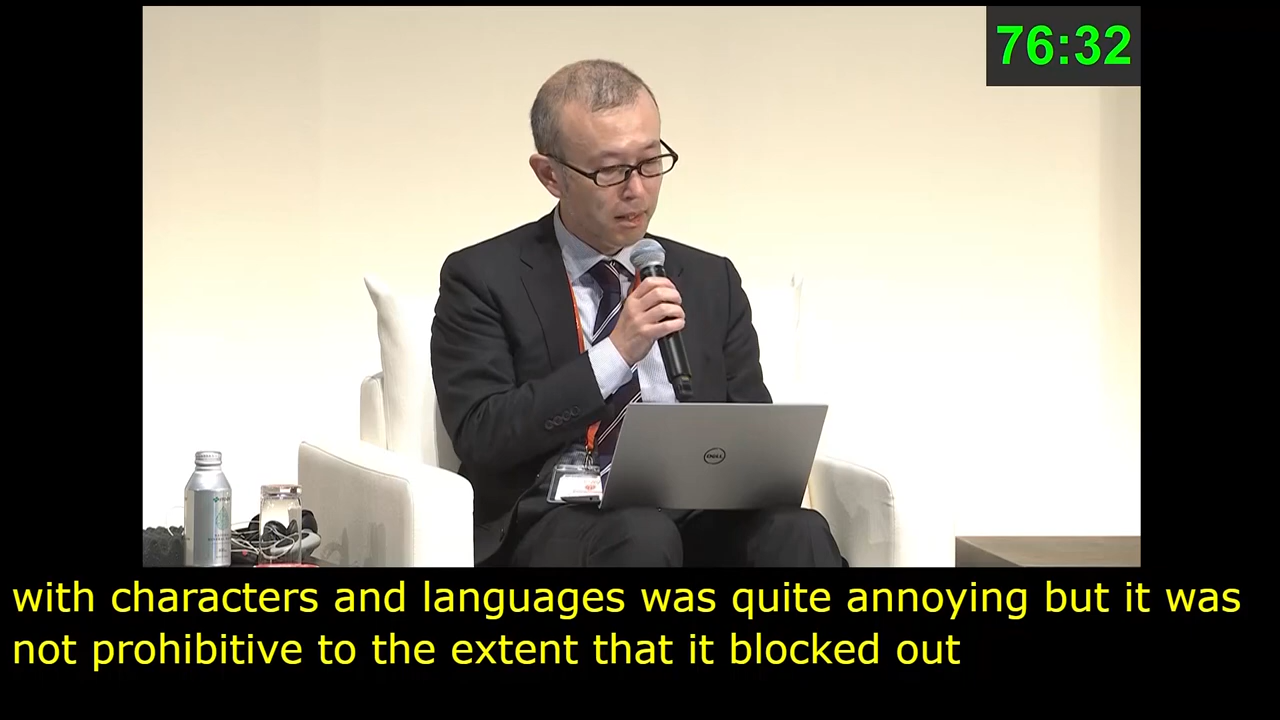 76:32
DELL
with characters and languages was quite annoying but it was
not prohibitive to the extent that it blocked out